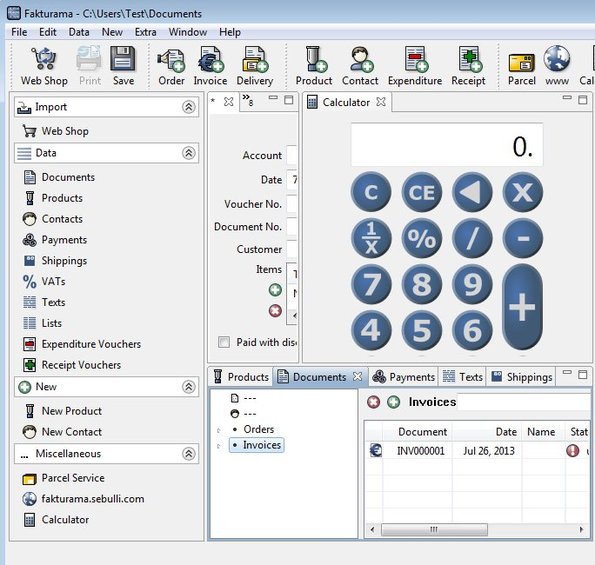 Fakturama - C:\Users\Test\Documents
File Edit Data New Extra Window Help
Web Shop Print Save Order Invoice Delivery Product Contact Expenditure Receipt Parcel www
Import
Web Shop
Data
Documents
Products
Contacts
Payments
Shippings
% VATs
Texts
Lists
Expenditure Vouchers
Receipt Vouchers
New
New Product
New Contact
... Miscellaneous
Parcel Service
fakturama.sebulli.com
Calculator
* 8
Account
Date 7
Voucher No.
Document No.
Customer
Items
Paid with disc
Calculator
0.
C CE X
1/X % / -
7 8 9 +
4 5 6
Products Documents Payments Texts Shippings
---
---
Orders
Invoices
Invoices
Document Date Name Stat
INV000001 Jul 26, 2013